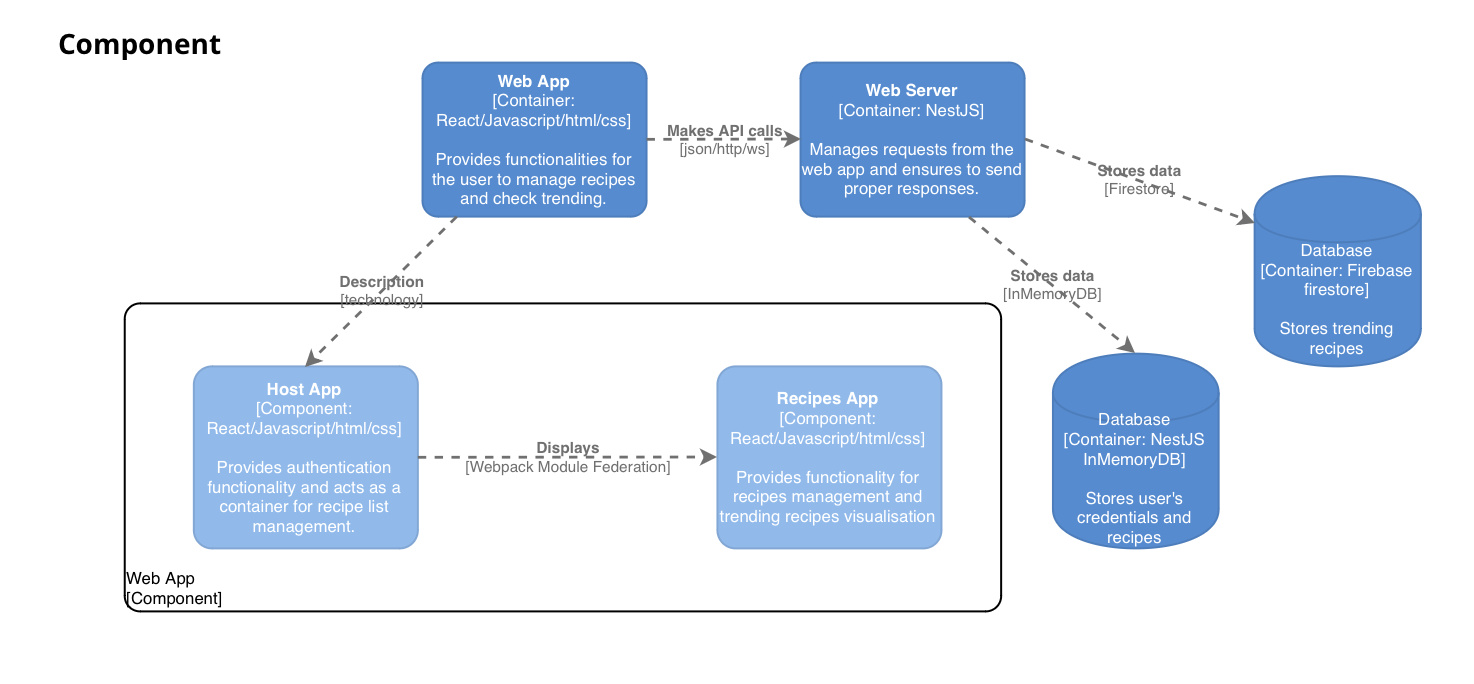 Component
Web App
[Container:
React/Javascript/html/css]
Provides functionalities for
the user to manage recipes
and check trending.
Makes API calls
[json/http/ws]
Web Server
[Container: NestJS]
Manages requests from the
web app and ensures to send
proper responses.
Stores data
[Firestore]
Database
[Container: Firebase
firestore]
Stores trending
recipes
Description
[technology]
Stores data
[InMemoryDB]
Host App
[Component:
React/Javascript/html/css]
Provides authentication
functionality and acts as a
container for recipe list
management.
Displays
[Webpack Module Federation]
Recipes App
[Component:
React/Javascript/html/css]
Provides functionality for
recipes management and
trending recipes visualisation
Database
[Container: NestJS
InMemoryDB]
Stores user's
credentials and
recipes
Web App
[Component]